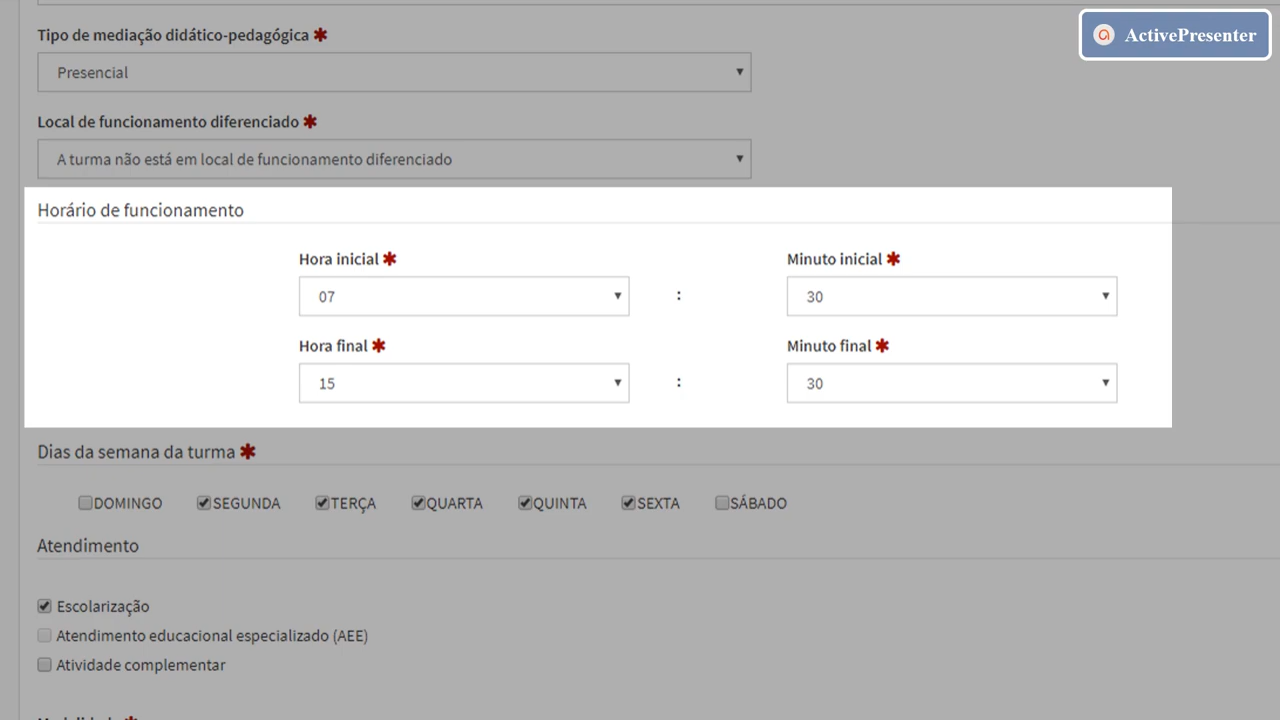 ActivePresenter
Tipo de mediação didático-pedagógica ✱
Presencial
Local de funcionamento diferenciado ✱
A turma não está em local de funcionamento diferenciado
Horário de funcionamento
Hora inicial ✱ Minuto inicial ✱
07 : 30
Hora final ✱ Minuto final ✱
15 : 30
Dias da semana da turma ✱
DOMINGO SEGUNDA TERÇA QUARTA QUINTA SEXTA SÁBADO
Atendimento
Escolarização
Atendimento educacional especializado (AEE)
Atividade complementar